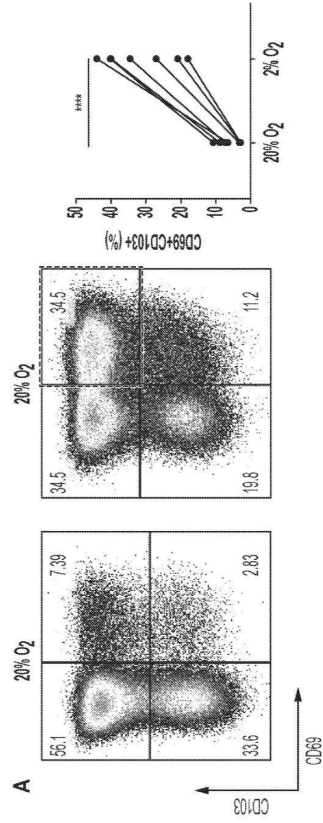 A
20% O2
56.1
7.39
33.6
2.83
CD103
CD69
20% O2
34.5
34.5
19.8
11.2
CD69+CD103+ (%)
50
40
30
20
10
0
****
20% O2
2% O2